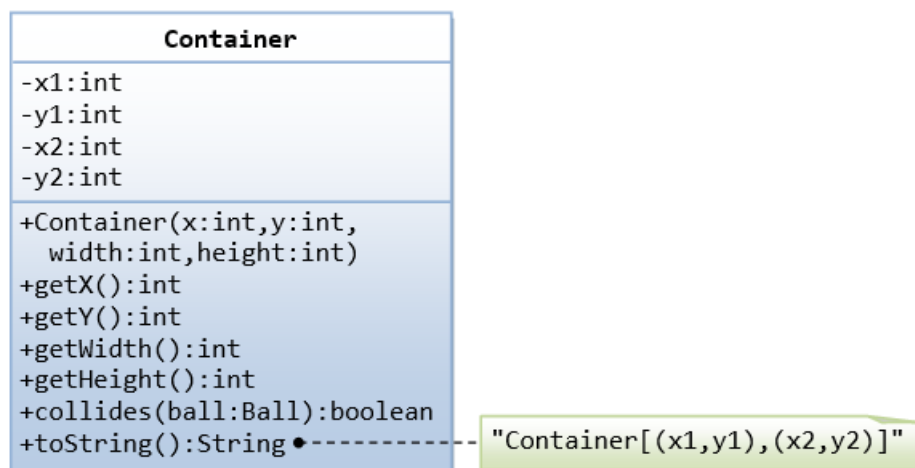 Container
-x1:int
-y1:int
-x2:int
-y2:int
+Container(x:int,y:int,
width:int,height:int)
+getX():int
+getY():int
+getWidth():int
+getHeight():int
+collides(ball:Ball):boolean
+toString():String
"Container[(x1,y1),(x2,y2)]"